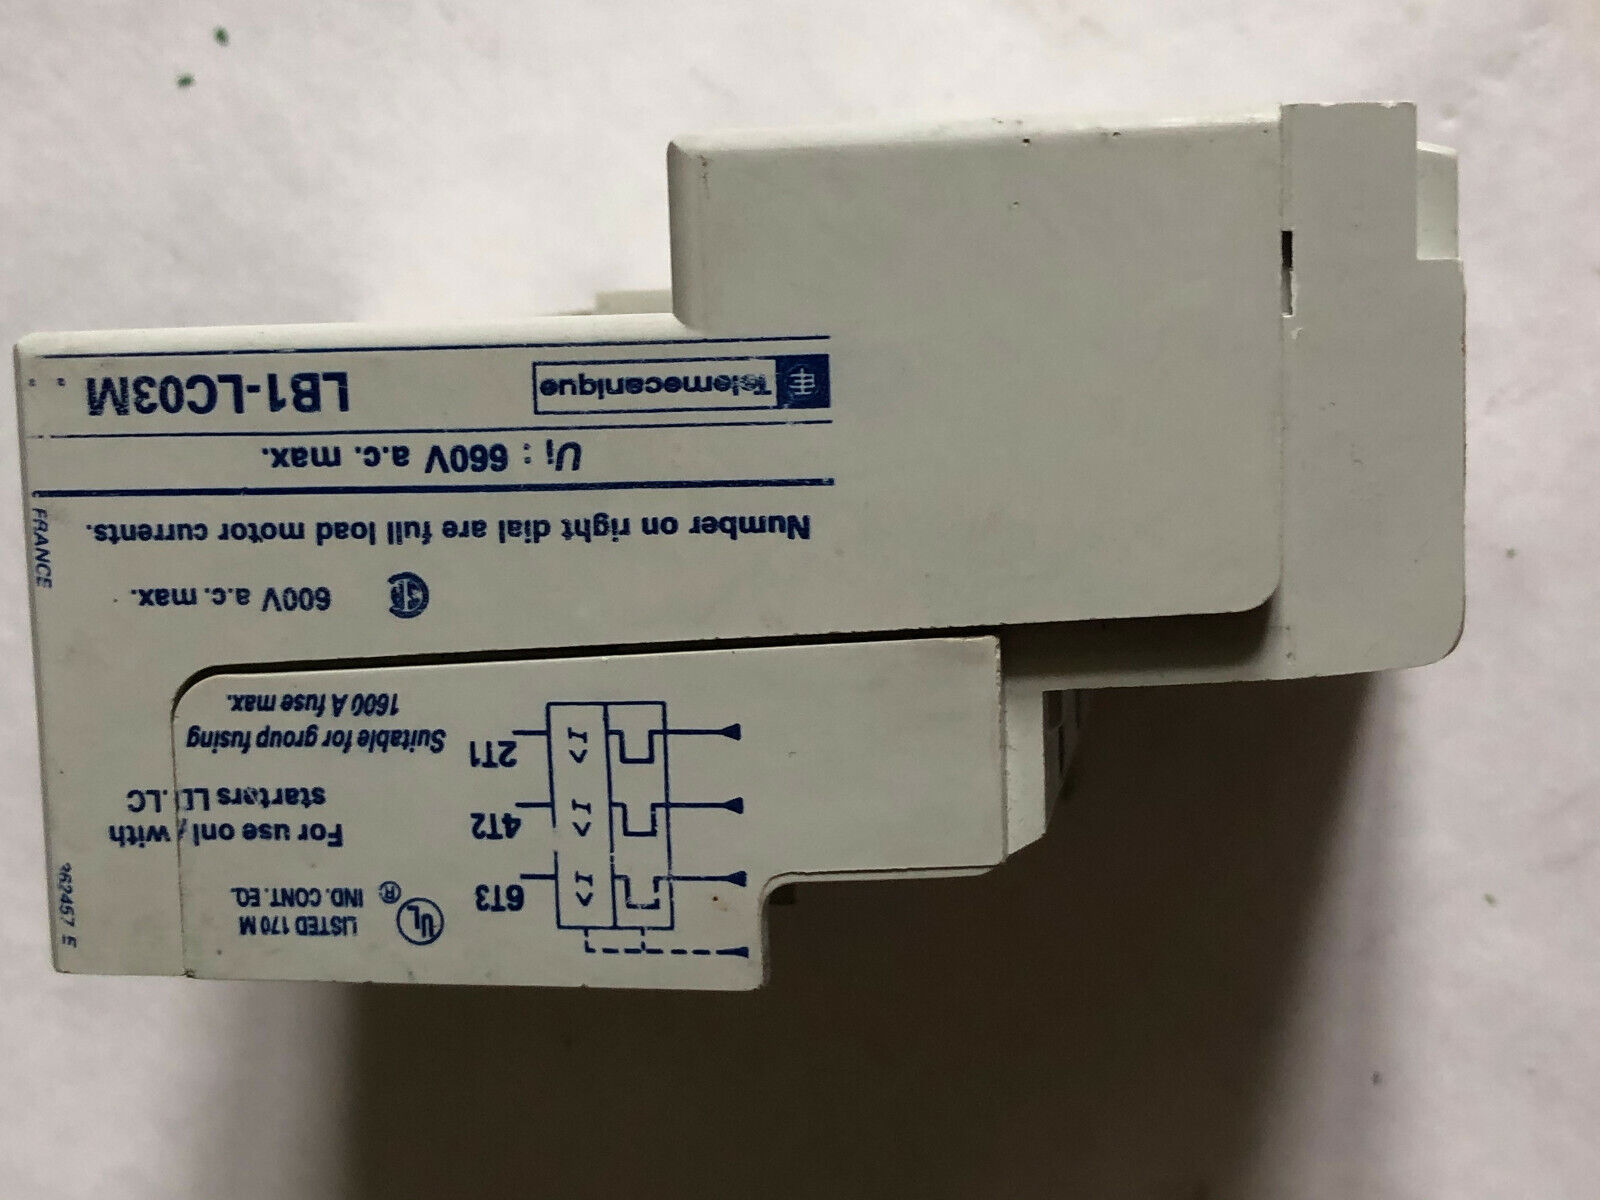 LISTED 170 M
IND. CONT. EQ.
UL
®
For use only with
starters .LC
Suitable for group fusing
1600 A fuse max.
6T3
4T2
2T1
I >
I >
I >
600V a.c. max.
Number on right dial are full load motor currents.
Ui : 660V a.c. max.
Telemecanique
LB1-LC03M
FRANCE
E